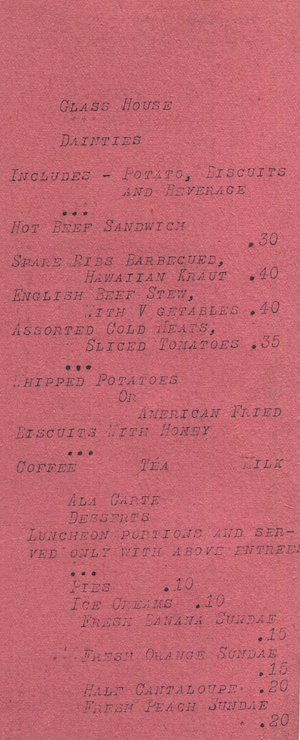 GLASS HOUSE
DAINTIES
INCLUDES - POTATO, BISCUITS
AND BEVERAGE
...
HOT BEEF SANDWICH
.30
SPARE RIBS BARBECUED,
HAWAIIAN KRAUT .40
ENGLISH BEEF STEW,
WITH V GETABLES .40
ASSORTED COLD MEATS,
SLICED TOMATOES .35
...
WHIPPED POTATOES
OR
AMERICAN FRIED
BISCUITS WITH HONEY
...
COFFEE TEA MILK
ALA CARTE
DESSERTS
LUNCHEON PORTIONS AND SER-
VED ONLY WITH ABOVE ENTREES
...
PIES .10
ICE CREAMS .10
FRESH BANANA SUNDAE
.15
FRESH ORANGE SUNDAE
.15
HALF CANTALOUPE. .20
FRESH PEACH SUNDAE
.20